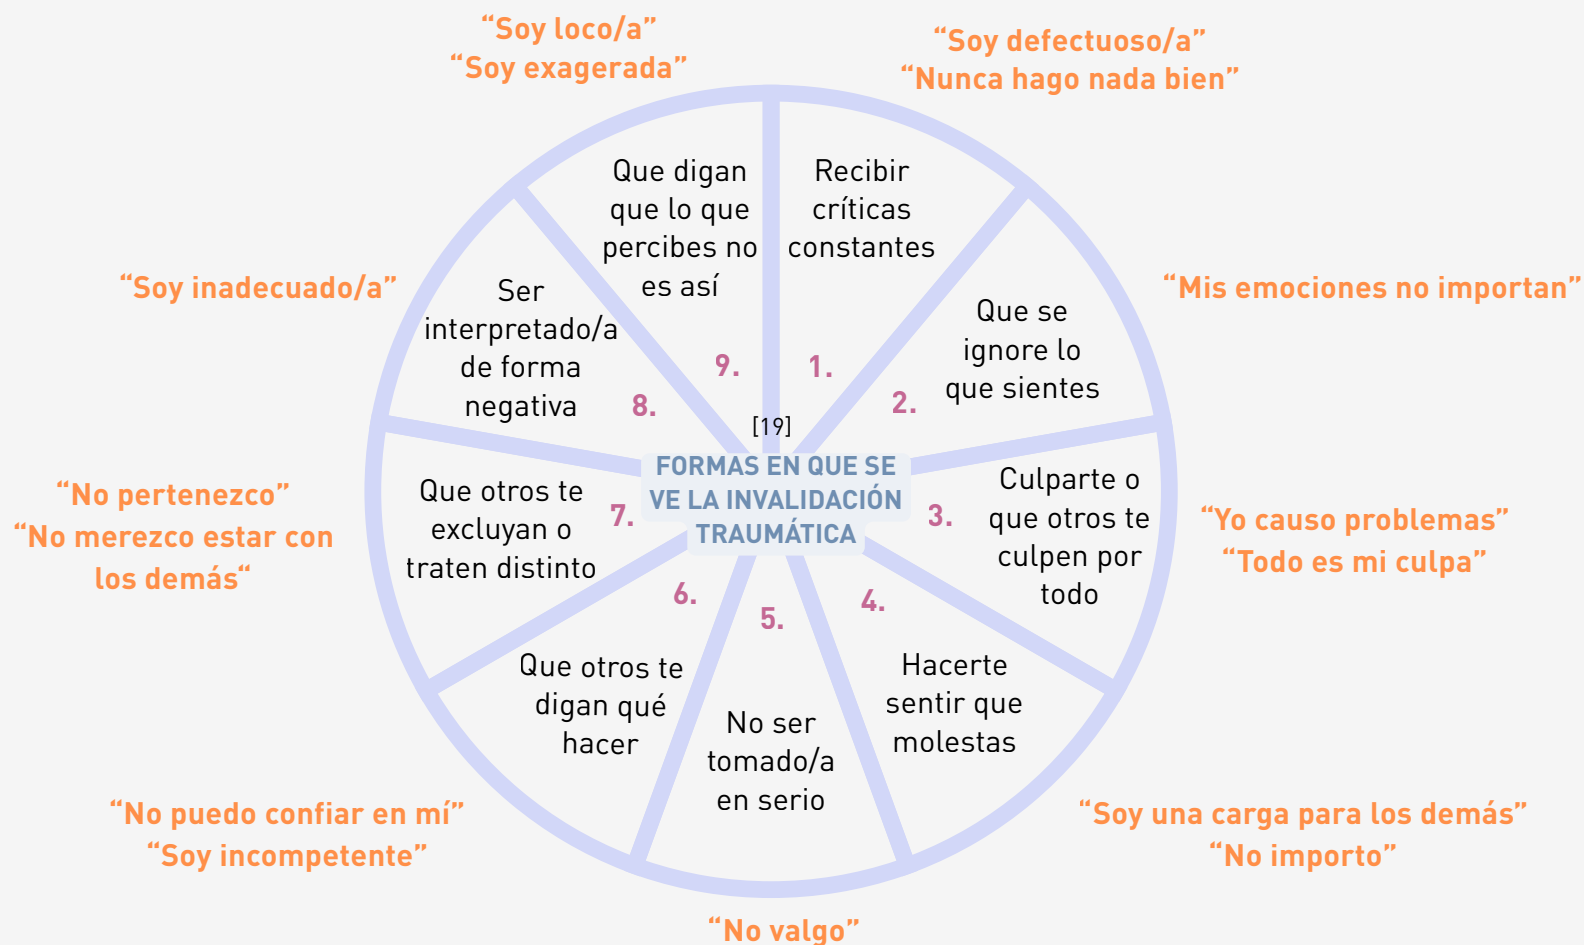 “Soy loco/a”
“Soy exagerada”
“Soy defectuoso/a”
“Nunca hago nada bien”
“Soy inadecuado/a”
“Mis emociones no importan”
“No pertenezco”
“No merezco estar con
los demás“
“Yo causo problemas”
“Todo es mi culpa”
“No puedo confiar en mí”
“Soy incompetente”
“Soy una carga para los demás”
“No importo”
“No valgo”
[19]
FORMAS EN QUE SE
VE LA INVALIDACIÓN
TRAUMÁTICA
1.
Recibir
críticas
constantes
2.
Que se
ignore lo
que sientes
3.
Culparte o
que otros te
culpen por
todo
4.
Hacerte
sentir que
molestas
5.
No ser
tomado/a
en serio
6.
Que otros te
digan qué
hacer
7.
Que otros te
excluyan o
traten distinto
8.
Ser
interpretado/a
de forma
negativa
9.
Que digan
que lo que
percibes no
es así